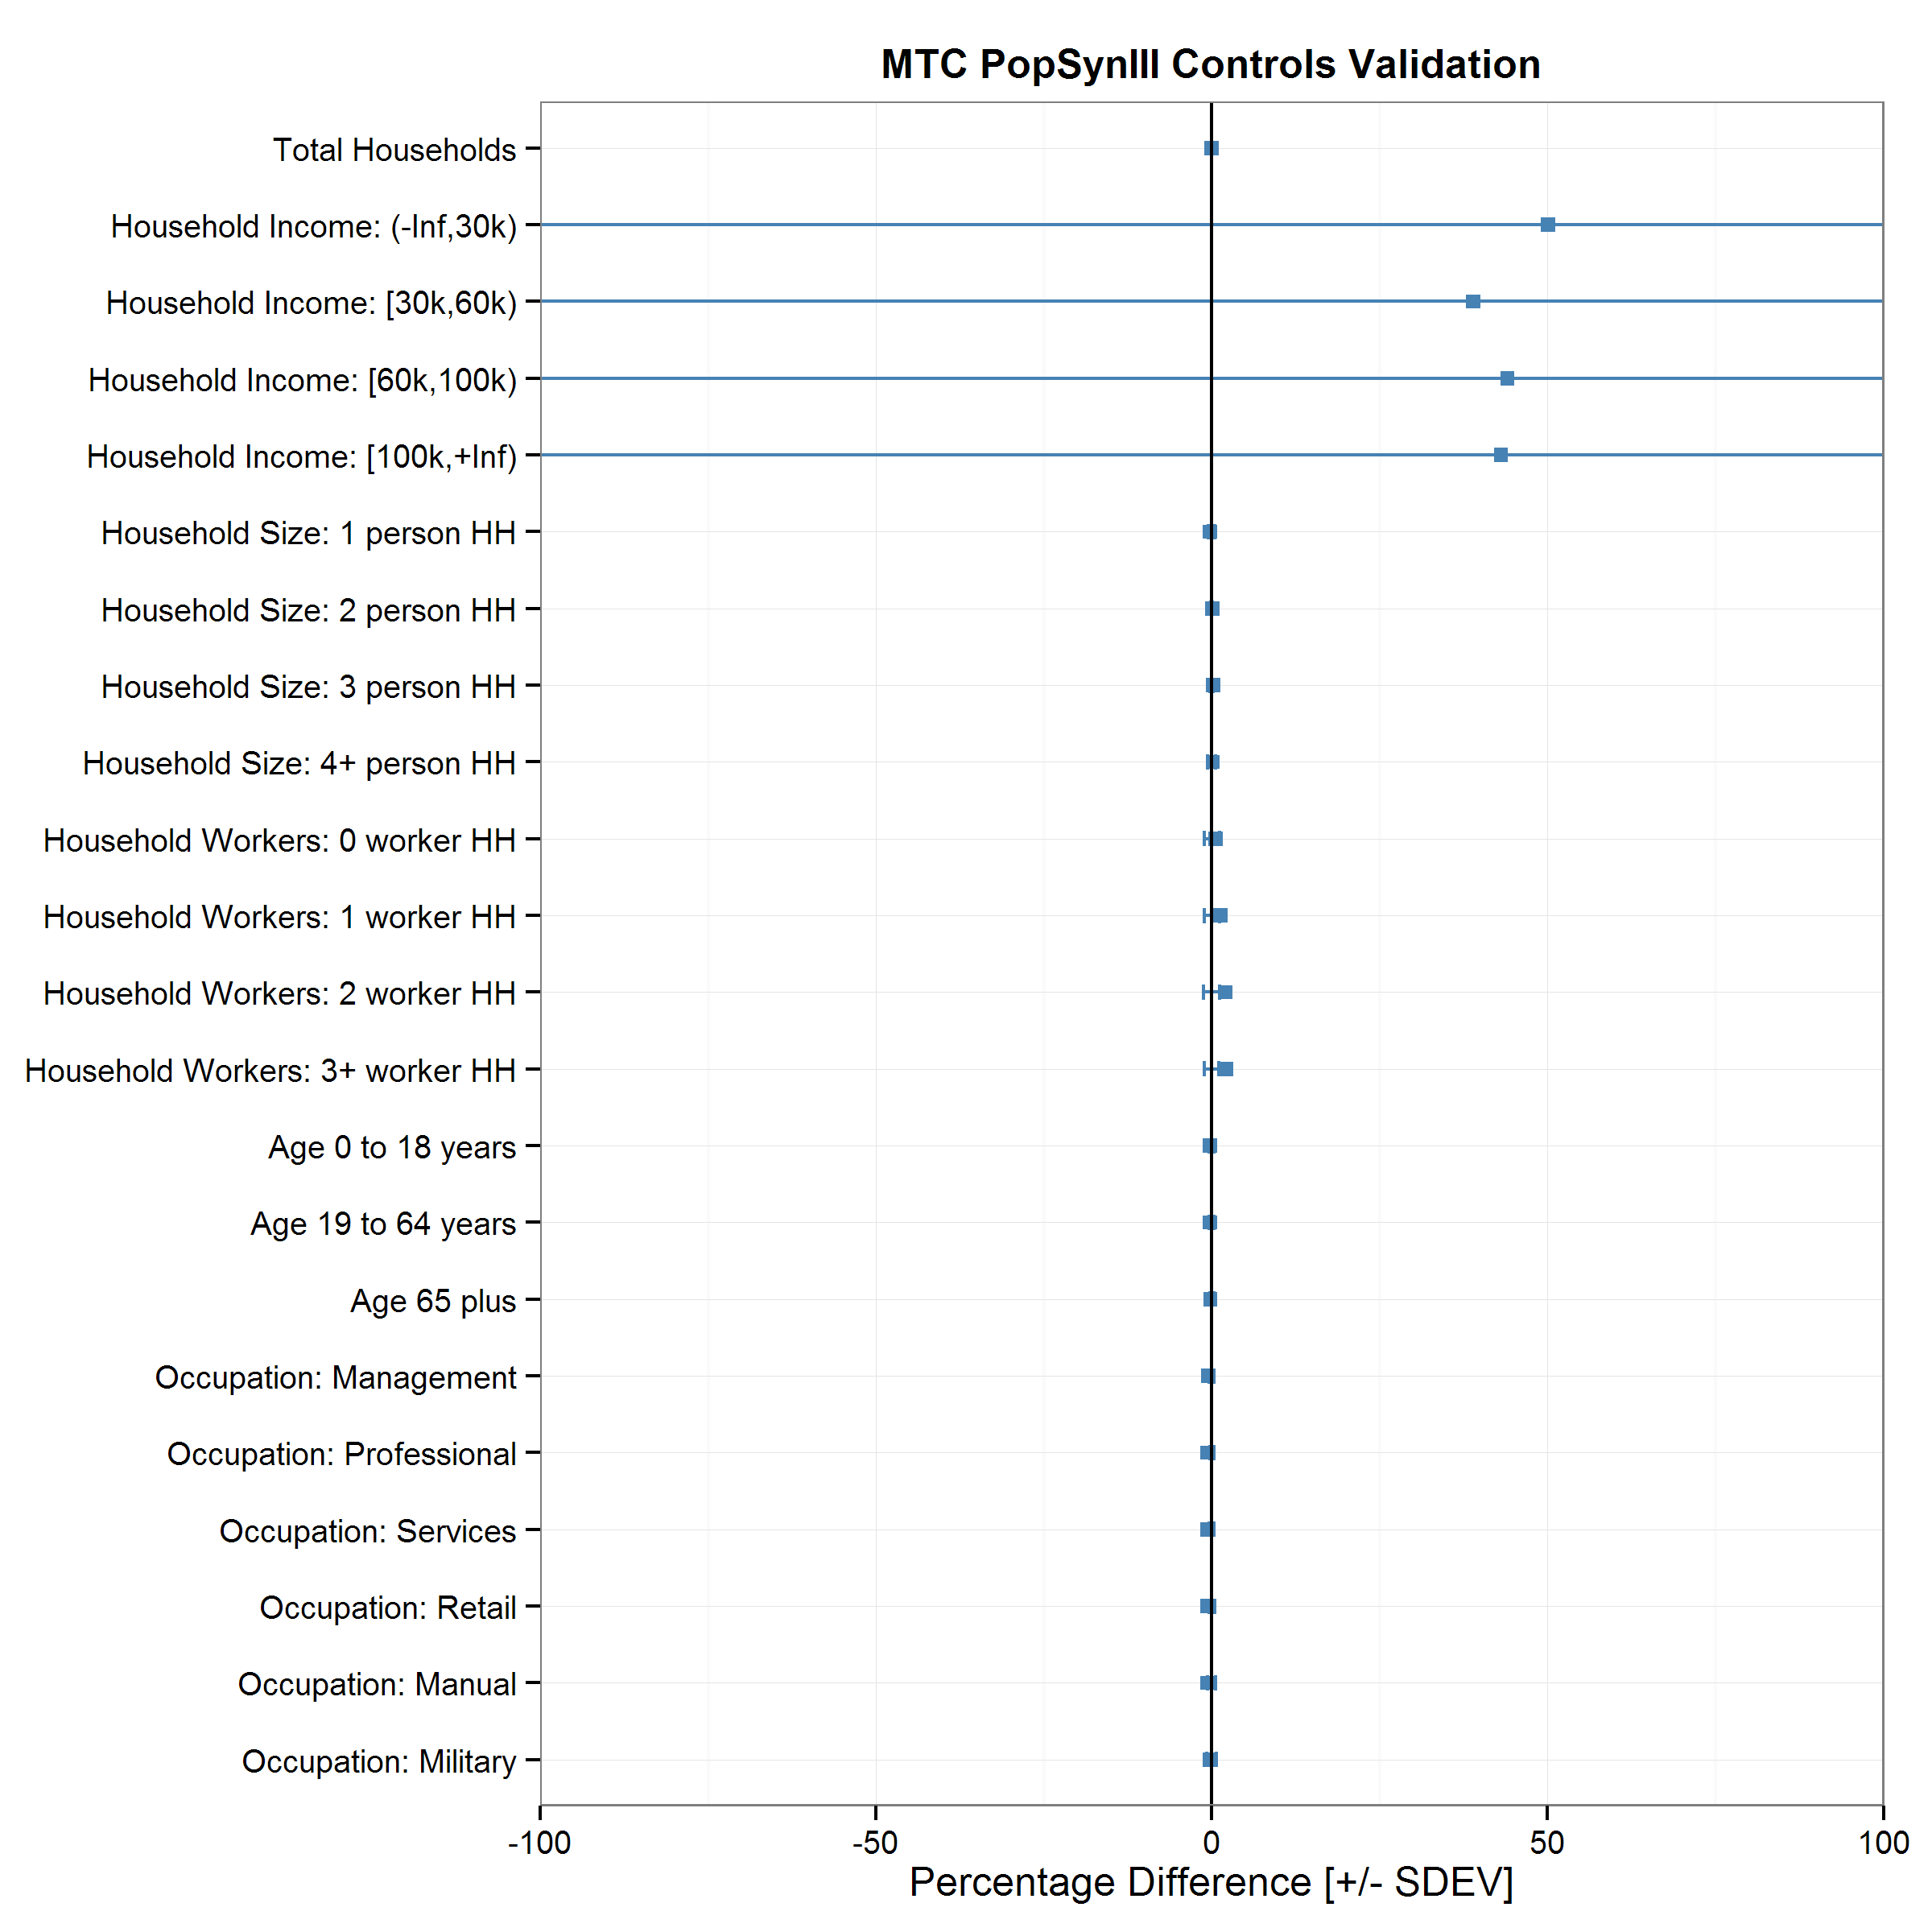 MTC PopSynIII Controls Validation
Total Households
Household Income: (-Inf,30k)
Household Income: [30k,60k)
Household Income: [60k,100k)
Household Income: [100k,+Inf)
Household Size: 1 person HH
Household Size: 2 person HH
Household Size: 3 person HH
Household Size: 4+ person HH
Household Workers: 0 worker HH
Household Workers: 1 worker HH
Household Workers: 2 worker HH
Household Workers: 3+ worker HH
Age 0 to 18 years
Age 19 to 64 years
Age 65 plus
Occupation: Management
Occupation: Professional
Occupation: Services
Occupation: Retail
Occupation: Manual
Occupation: Military
-100 -50 0 50 100
Percentage Difference [+/- SDEV]